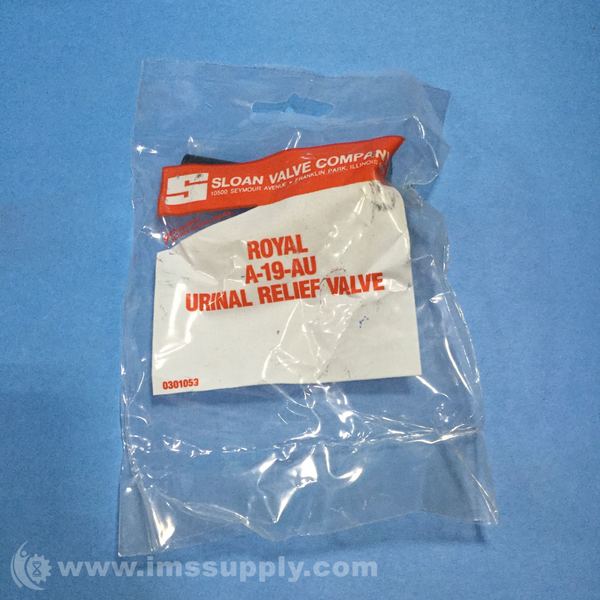 S SLOAN VALVE COMPAN
10500 SEYMOUR AVENUE • FRANKLIN PARK, ILLINOIS
ROYAL
A-19-AU
URINAL RELIEF VALVE
0301053
www.imssupply.com